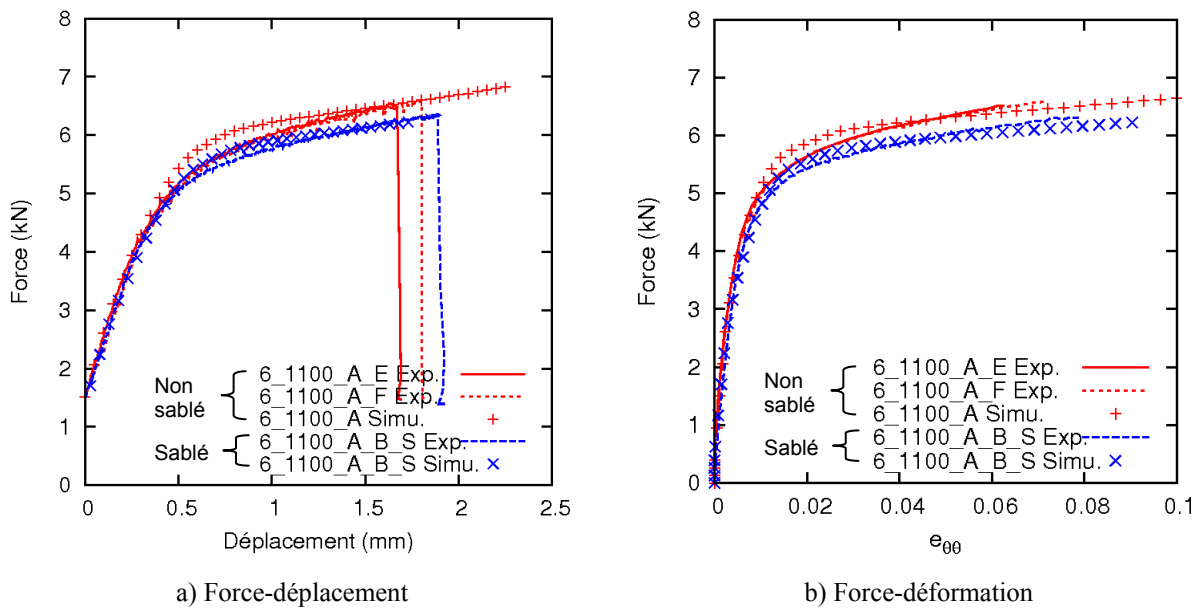 8
7
6
5
4
3
2
1
0
Force (kN)
Non
sablé
Sablé
6_1100_A_E Exp.
6_1100_A_F Exp.
6_1100_A Simu.
6_1100_A_B_S Exp.
6_1100_A_B_S Simu.
0 0.5 1 1.5 2 2.5
Déplacement (mm)
a) Force-déplacement
8
7
6
5
4
3
2
1
0
Force (kN)
Non
sablé
Sablé
6_1100_A_E Exp.
6_1100_A_F Exp.
6_1100_A Simu.
6_1100_A_B_S Exp.
6_1100_A_B_S Simu.
0 0.02 0.04 0.06 0.08 0.1
eθθ
b) Force-déformation